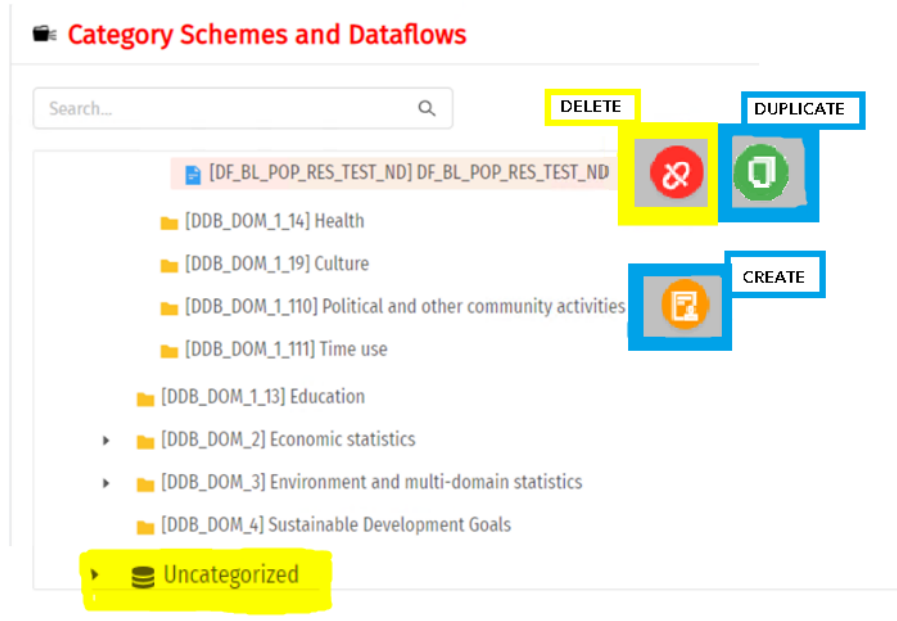 Category Schemes and Dataflows
Search...
DELETE
DUPLICATE
[DF_BL_POP_RES_TEST_ND] DF_BL_POP_RES_TEST_ND
[DDB_DOM_1_14] Health
[DDB_DOM_1_19] Culture
CREATE
[DDB_DOM_1_110] Political and other community activities
[DDB_DOM_1_111] Time use
[DDB_DOM_1_13] Education
[DDB_DOM_2] Economic statistics
[DDB_DOM_3] Environment and multi-domain statistics
[DDB_DOM_4] Sustainable Development Goals
Uncategorized